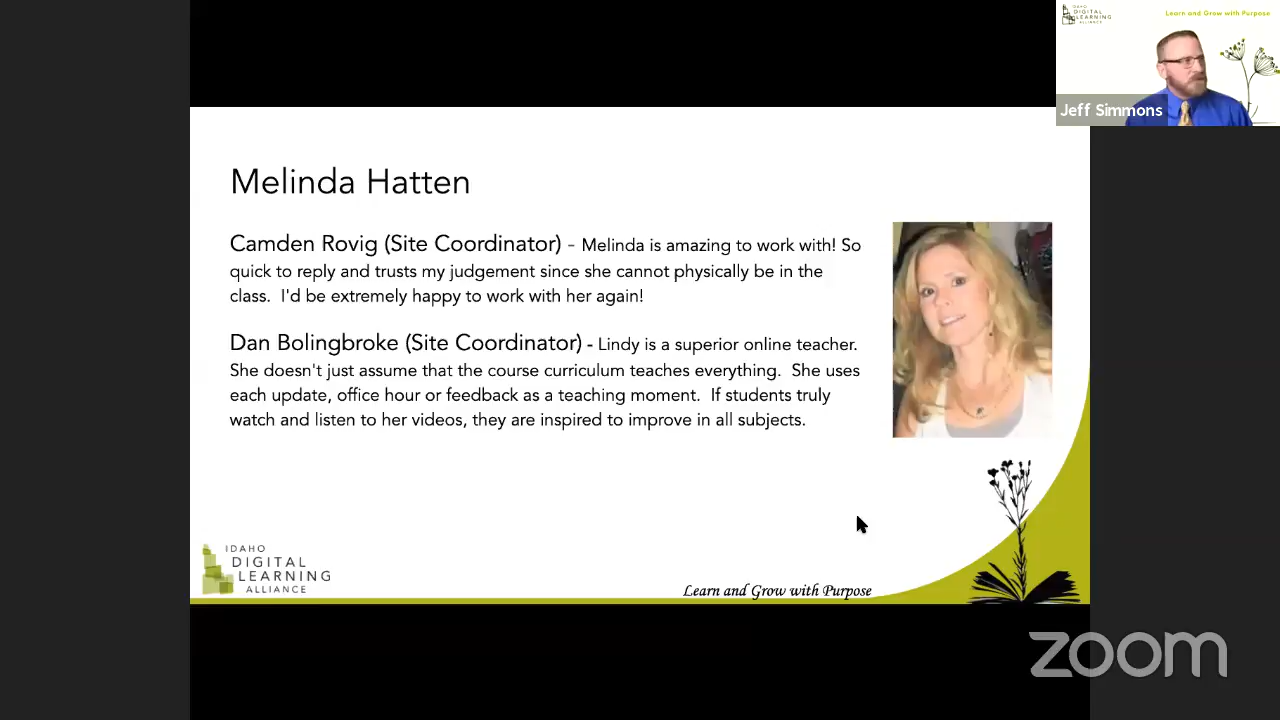 IDAHO
DIGITAL
LEARNING
ALLIANCE
Learn and Grow with Purpose
Jeff Simmons
Melinda Hatten
Camden Rovig (Site Coordinator) - Melinda is amazing to work with! So
quick to reply and trusts my judgement since she cannot physically be in the
class.  I'd be extremely happy to work with her again!
Dan Bolingbroke (Site Coordinator) - Lindy is a superior online teacher.
She doesn't just assume that the course curriculum teaches everything.  She uses
each update, office hour or feedback as a teaching moment.  If students truly
watch and listen to her videos, they are inspired to improve in all subjects.
IDAHO
DIGITAL
LEARNING
ALLIANCE
Learn and Grow with Purpose
zoom